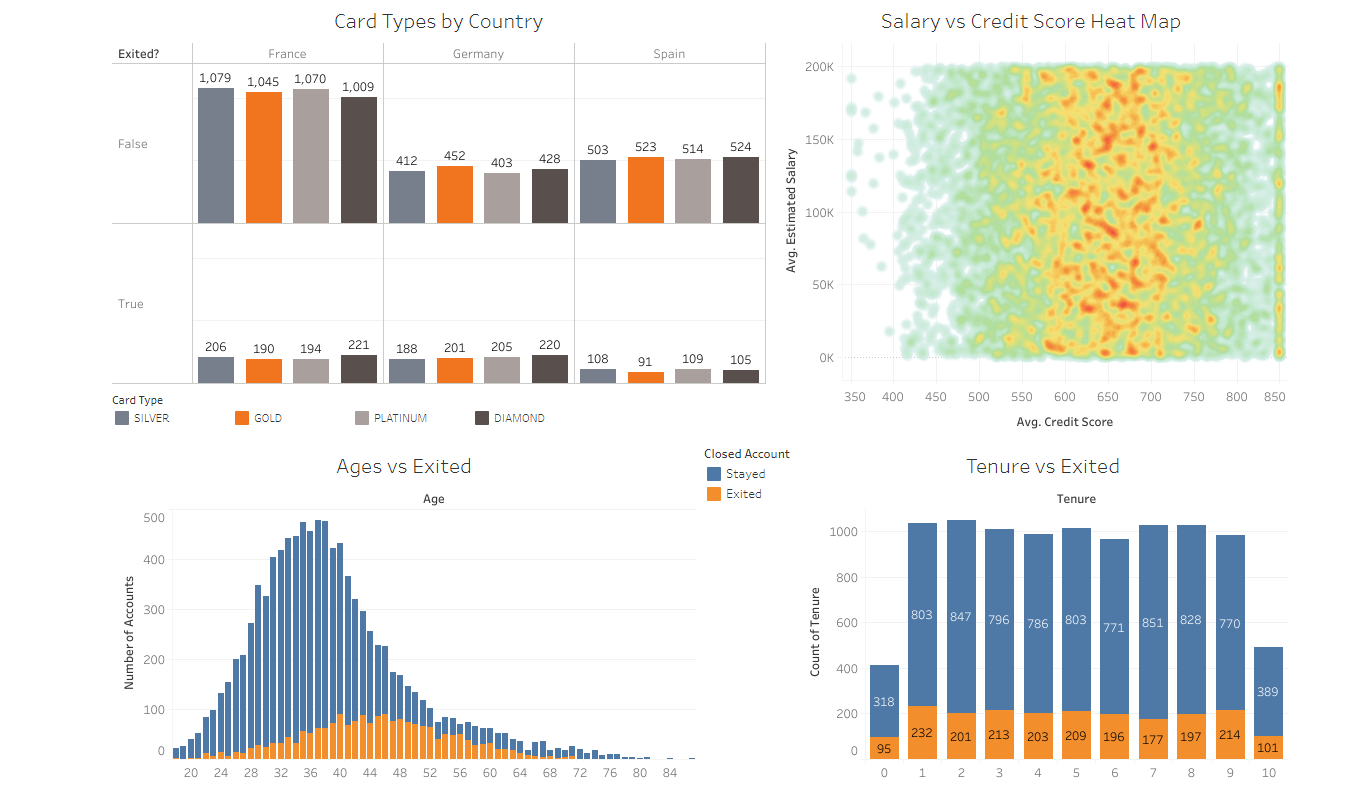 Card Types by Country
Exited? France Germany Spain
1,079 1,045 1,070 1,009
412 452 403 428
503 523 514 524
False
206 190 194 221
188 201 205 220
108 91 109 105
True
Card Type
SILVER GOLD PLATINUM DIAMOND
Salary vs Credit Score Heat Map
Avg. Estimated Salary
200K
150K
100K
50K
0K
350 400 450 500 550 600 650 700 750 800 850
Avg. Credit Score
Ages vs Exited
Age
Number of Accounts
500
400
300
200
100
0
20 24 28 32 36 40 44 48 52 56 60 64 68 72 76 80 84
Closed Account
Stayed
Exited
Tenure vs Exited
Tenure
Count of Tenure
1000
800
600
400
200
0
318 803 847 796 786 803 771 851 828 770 389
95 232 201 213 203 209 196 177 197 214 101
0 1 2 3 4 5 6 7 8 9 10